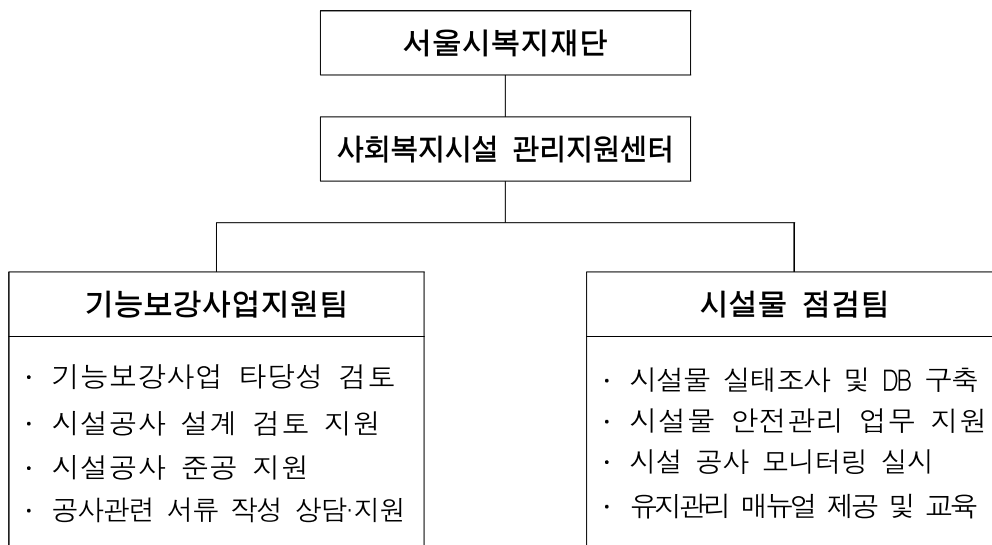 서울시복지재단
사회복지시설 관리지원센터
기능보강사업지원팀
· 기능보강사업 타당성 검토
· 시설공사 설계 검토 지원
· 시설공사 준공 지원
· 공사관련 서류 작성 상담·지원
시설물 점검팀
· 시설물 실태조사 및 DB 구축
· 시설물 안전관리 업무 지원
· 시설 공사 모니터링 실시
· 유지관리 매뉴얼 제공 및 교육